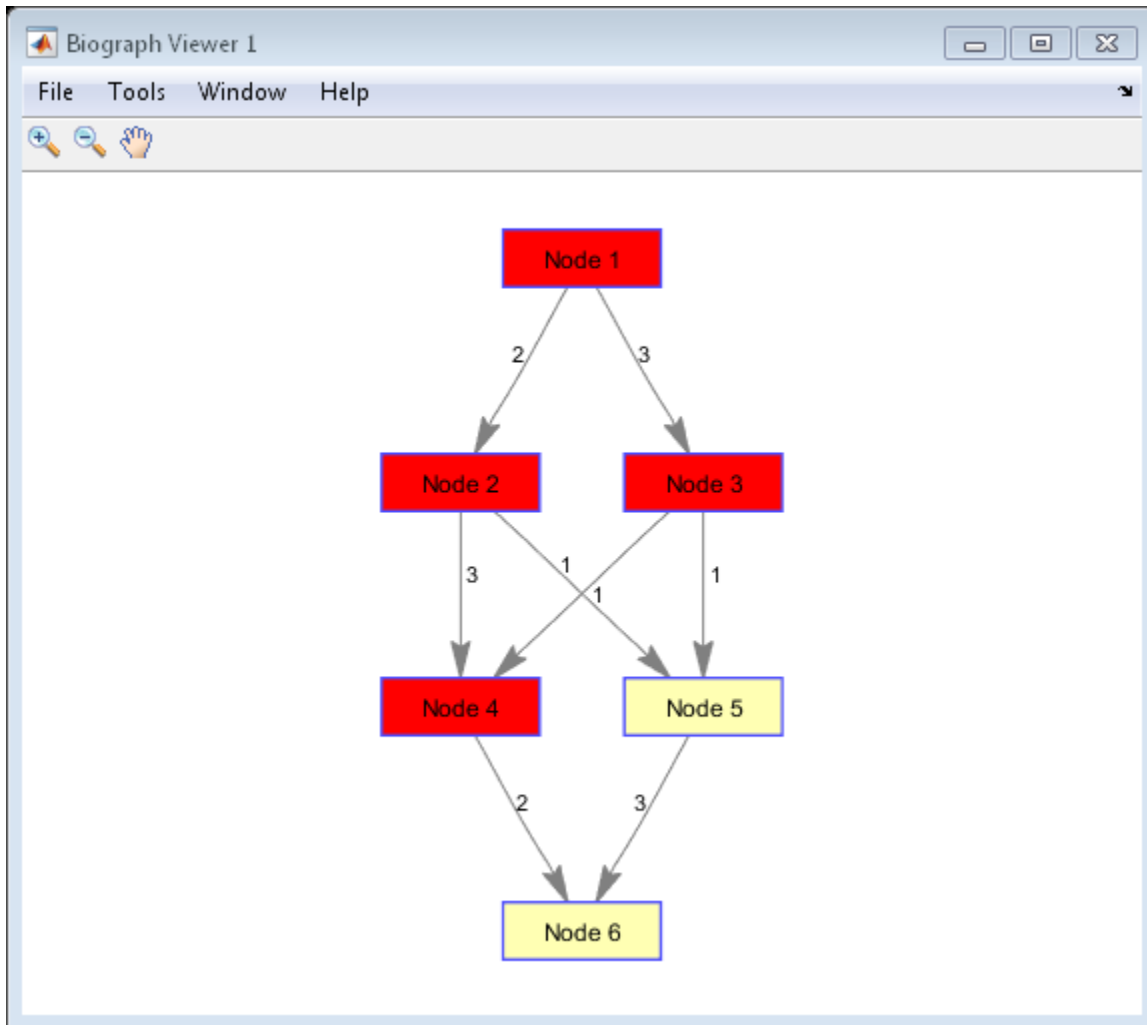 Biograph Viewer 1
File Tools Window Help
Node 1
2 3
Node 2 Node 3
3 1 1 1
Node 4 Node 5
2 3
Node 6